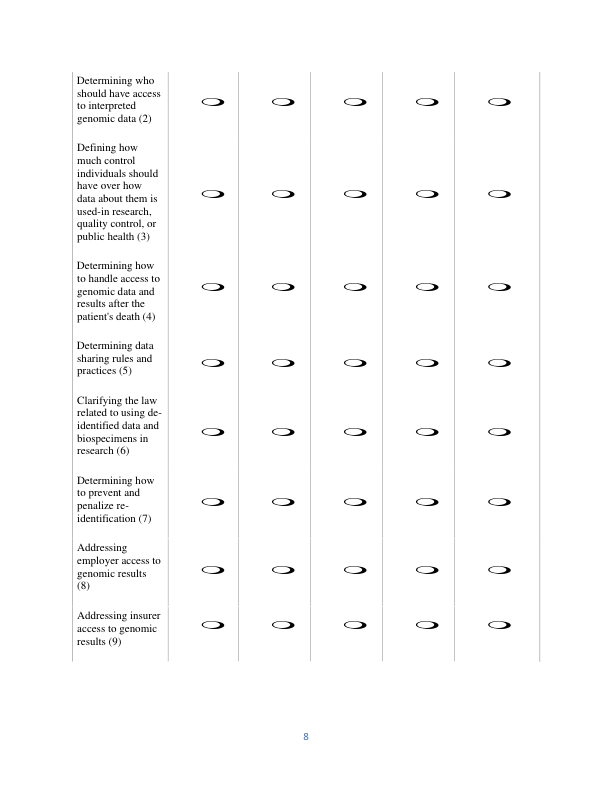 Determining who
should have access
to interpreted
genomic data (2)
Defining how
much control
individuals should
have over how
data about them is
used-in research,
quality control, or
public health (3)
Determining how
to handle access to
genomic data and
results after the
patient's death (4)
Determining data
sharing rules and
practices (5)
Clarifying the law
related to using de-
identified data and
biospecimens in
research (6)
Determining how
to prevent and
penalize re-
identification (7)
Addressing
employer access to
genomic results
(8)
Addressing insurer
access to genomic
results (9)
8